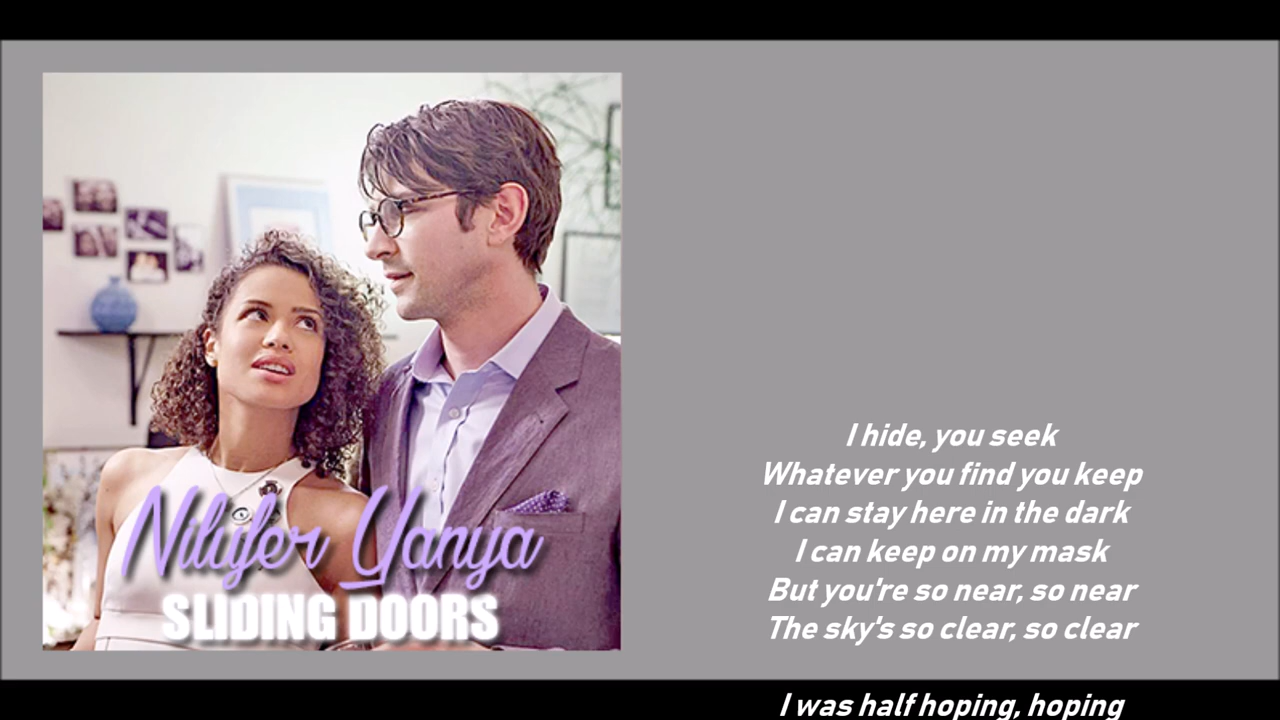 Nilüfer Yanya
SLIDING DOORS
I hide, you seek
Whatever you find you keep
I can stay here in the dark
I can keep on my mask
But you're so near, so near
The sky's so clear, so clear
I was half hoping, hoping